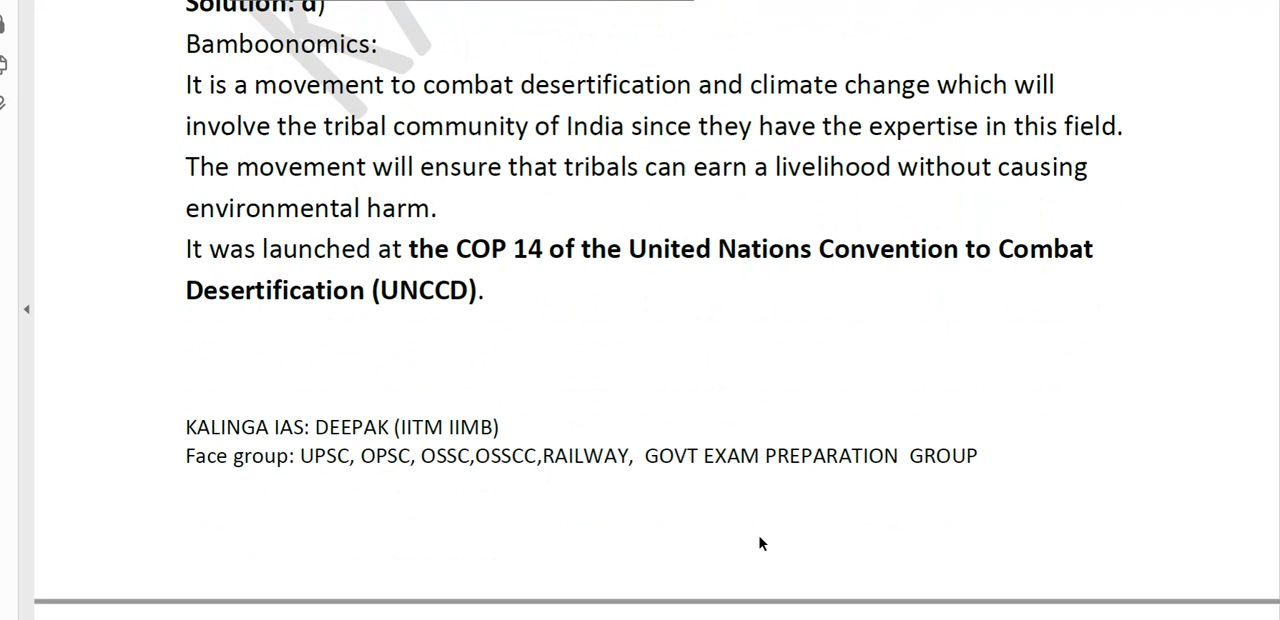 Solution: d)
Bamboonomics:
It is a movement to combat desertification and climate change which will
involve the tribal community of India since they have the expertise in this field.
The movement will ensure that tribals can earn a livelihood without causing
environmental harm.
It was launched at the COP 14 of the United Nations Convention to Combat
Desertification (UNCCD).
KALINGA IAS: DEEPAK (IITM IIMB)
Face group: UPSC, OPSC, OSSC,OSSCC,RAILWAY,  GOVT EXAM PREPARATION  GROUP